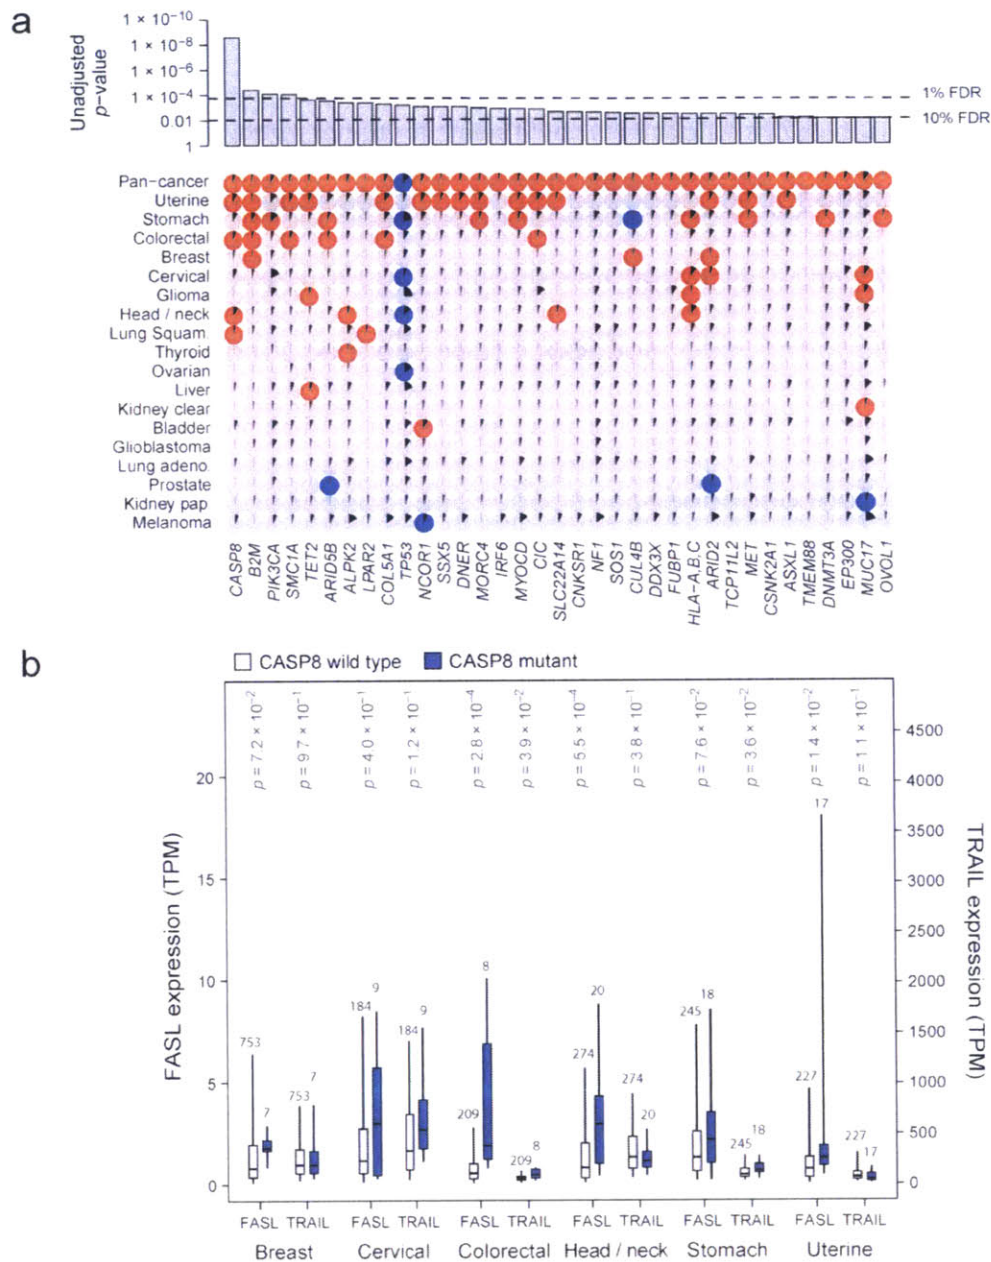 a
Unadjusted
p-value
1 × 10⁻¹⁰
1 × 10⁻⁸
1 × 10⁻⁶
1 × 10⁻⁴
0.01
1
1% FDR
10% FDR
Pan-cancer
Uterine
Stomach
Colorectal
Breast
Cervical
Glioma
Head / neck
Lung Squam.
Thyroid
Ovarian
Liver
Kidney clear
Bladder
Glioblastoma
Lung adeno.
Prostate
Kidney pap.
Melanoma
CASP8
B2M
PIK3CA
SMC1A
TET2
ARID5B
ALPK2
LPAR2
COL5A1
TP53
NCOR1
SSX5
DNER
MORC4
IRF6
MYOCD
CIC
SLC22A14
CNKSR1
NF1
SOS1
CUL4B
DDX3X
FUBP1
HLA-A,B,C
ARID2
TCP11L2
MET
CSNK2A1
ASXL1
TMEM88
DNMT3A
EP300
MUC17
OVOL1
b
CASP8 wild type CASP8 mutant
p = 7.2 × 10⁻²
p = 9.7 × 10⁻¹
p = 4.0 × 10⁻¹
p = 1.2 × 10⁻¹
p = 2.8 × 10⁻⁴
p = 3.9 × 10⁻²
p = 5.5 × 10⁻⁴
p = 3.8 × 10⁻¹
p = 7.6 × 10⁻²
p = 3.6 × 10⁻²
p = 1.4 × 10⁻²
p = 1.1 × 10⁻¹
FASL expression (TPM)
20
15
10
5
0
TRAIL expression (TPM)
4500
4000
3500
3000
2500
2000
1500
1000
500
0
753
7
753
7
184
9
184
9
209
8
209
8
274
20
274
20
245
18
245
18
227
17
227
17
FASL TRAIL FASL TRAIL FASL TRAIL FASL TRAIL FASL TRAIL FASL TRAIL
Breast Cervical Colorectal Head / neck Stomach Uterine